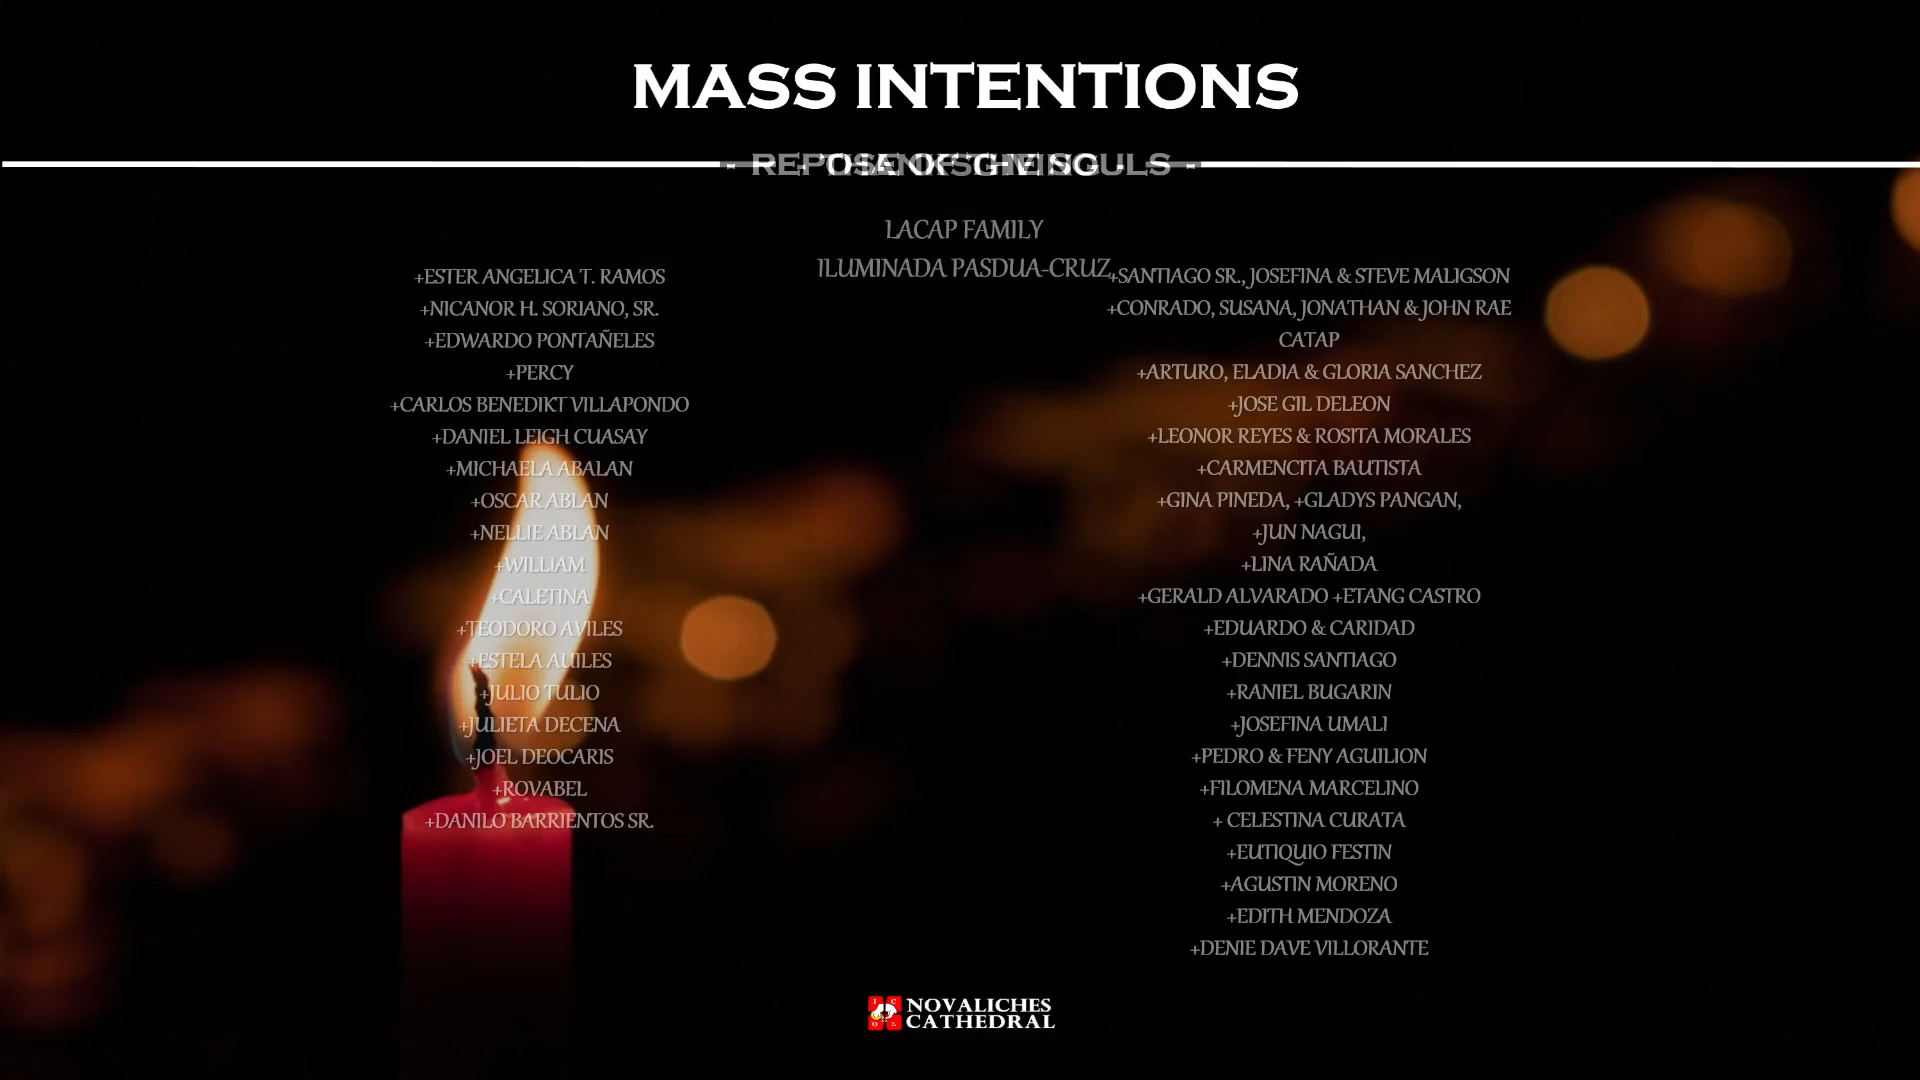 MASS INTENTIONS
THANKSGIVING
LACAP FAMILY
ILUMINADA PASDUA-CRUZ
+ESTER ANGELICA T. RAMOS
+NICANOR H. SORIANO, SR.
+EDWARDO PONTAÑELES
+PERCY
+CARLOS BENEDIKT VILLAPONDO
+DANIEL LEIGH CUASAY
+MICHAELA ABALAN
+OSCAR ABLAN
+NELLIE ABLAN
+WILLIAM
+CALETINA
+TEODORO AVILES
+ESTELA AUILES
+JULIO TULIO
+JULIETA DECENA
+JOEL DEOCARIS
+ROVABEL
+DANILO BARRIENTOS SR.
+SANTIAGO SR., JOSEFINA & STEVE MALIGSON
+CONRADO, SUSANA, JONATHAN & JOHN RAE
CATAP
+ARTURO, ELADIA & GLORIA SANCHEZ
+JOSE GIL DELEON
+LEONOR REYES & ROSITA MORALES
+CARMENCITA BAUTISTA
+GINA PINEDA, +GLADYS PANGAN,
+JUN NAGUI,
+LINA RAÑADA
+GERALD ALVARADO +ETANG CASTRO
+EDUARDO & CARIDAD
+DENNIS SANTIAGO
+RANIEL BUGARIN
+JOSEFINA UMALI
+PEDRO & FENY AGUILION
+FILOMENA MARCELINO
+ CELESTINA CURATA
+EUTIQUIO FESTIN
+AGUSTIN MORENO
+EDITH MENDOZA
+DENIE DAVE VILLORANTE
NOVALICHES
CATHEDRAL